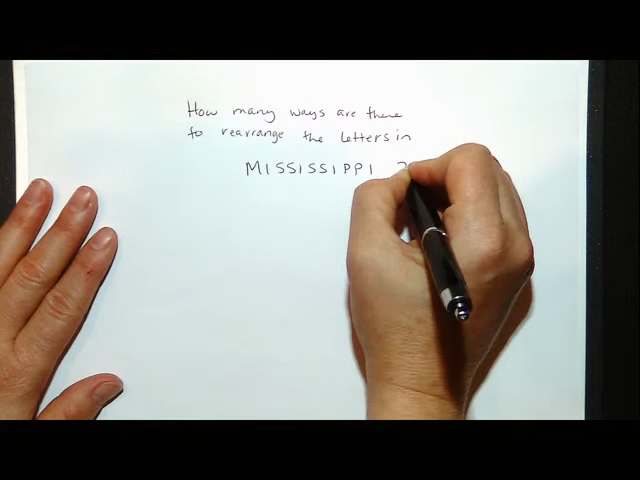 How many ways are there
to rearrange the letters in
MISSISSIPPI ?